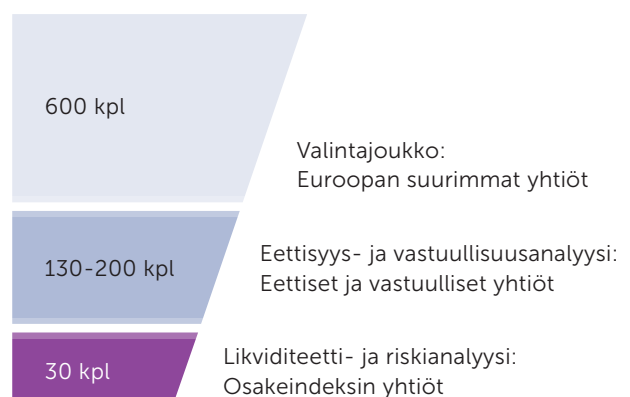 600 kpl
Valintajoukko:
Euroopan suurimmat yhtiöt
130-200 kpl
Eettisyys- ja vastuullisuusanalyysi:
Eettiset ja vastuulliset yhtiöt
30 kpl
Likviditeetti- ja riskianalyysi:
Osakeindeksin yhtiöt